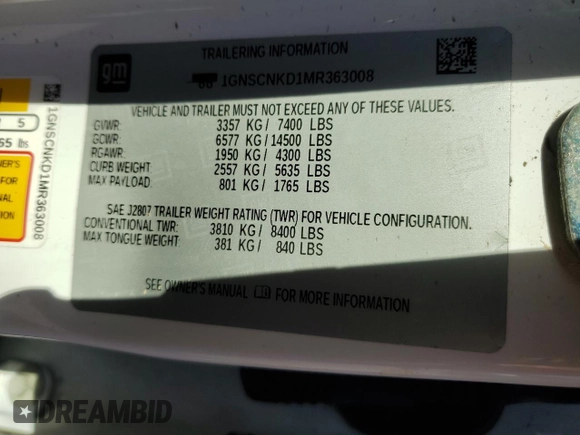 gm
TRAILERING INFORMATION
1GNSCNKD1MR363008
VEHICLE AND TRAILER MUST NOT EXCEED ANY OF THESE VALUES.
GVWR: 3357 KG / 7400 LBS
GCWR: 6577 KG / 14500 LBS
RGAWR: 1950 KG / 4300 LBS
CURB WEIGHT: 2557 KG / 5635 LBS
MAX PAYLOAD: 801 KG / 1765 LBS
SAE J2807 TRAILER WEIGHT RATING (TWR) FOR VEHICLE CONFIGURATION.
CONVENTIONAL TWR: 3810 KG / 8400 LBS
MAX TONGUE WEIGHT: 381 KG / 840 LBS
SEE OWNER'S MANUAL FOR MORE INFORMATION
1GNSCNKD1MR363008
5
lbs
FOR
DREAMBID